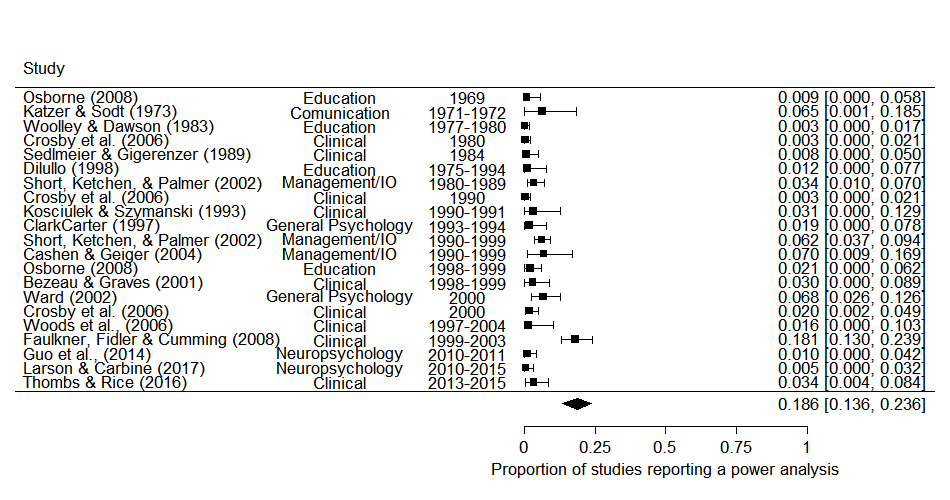 Study
Osborne (2008) Education 1969 0.009 [0.000, 0.058]
Katzer & Sodt (1973) Comunication 1971-1972 0.065 [0.001, 0.185]
Woolley & Dawson (1983) Education 1977-1980 0.003 [0.000, 0.017]
Crosby et al. (2006) Clinical 1980 0.003 [0.000, 0.021]
Sedlmeier & Gigerenzer (1989) Clinical 1984 0.008 [0.000, 0.050]
Dilullo (1998) Education 1975-1994 0.012 [0.000, 0.077]
Short, Ketchen, & Palmer (2002) Management/IO 1980-1989 0.034 [0.010, 0.070]
Crosby et al. (2006) Clinical 1990 0.003 [0.000, 0.021]
Kosciulek & Szymanski (1993) Clinical 1990-1991 0.031 [0.000, 0.129]
ClarkCarter (1997) General Psychology 1993-1994 0.019 [0.000, 0.078]
Short, Ketchen, & Palmer (2002) Management/IO 1990-1999 0.062 [0.037, 0.094]
Cashen & Geiger (2004) Management/IO 1990-1999 0.070 [0.009, 0.169]
Osborne (2008) Education 1998-1999 0.021 [0.000, 0.062]
Bezeau & Graves (2001) Clinical 1998-1999 0.030 [0.000, 0.089]
Ward (2002) General Psychology 2000 0.068 [0.026, 0.126]
Crosby et al. (2006) Clinical 2000 0.020 [0.002, 0.049]
Woods et al., (2006) Clinical 1997-2004 0.016 [0.000, 0.103]
Faulkner, Fidler & Cumming (2008) Clinical 1999-2003 0.181 [0.130, 0.239]
Guo et al., (2014) Neuropsychology 2010-2011 0.010 [0.000, 0.042]
Larson & Carbine (2017) Neuropsychology 2010-2015 0.005 [0.000, 0.032]
Thombs & Rice (2016) Clinical 2013-2015 0.034 [0.004, 0.084]
0.186 [0.136, 0.236]
0 0.25 0.5 0.75 1
Proportion of studies reporting a power analysis